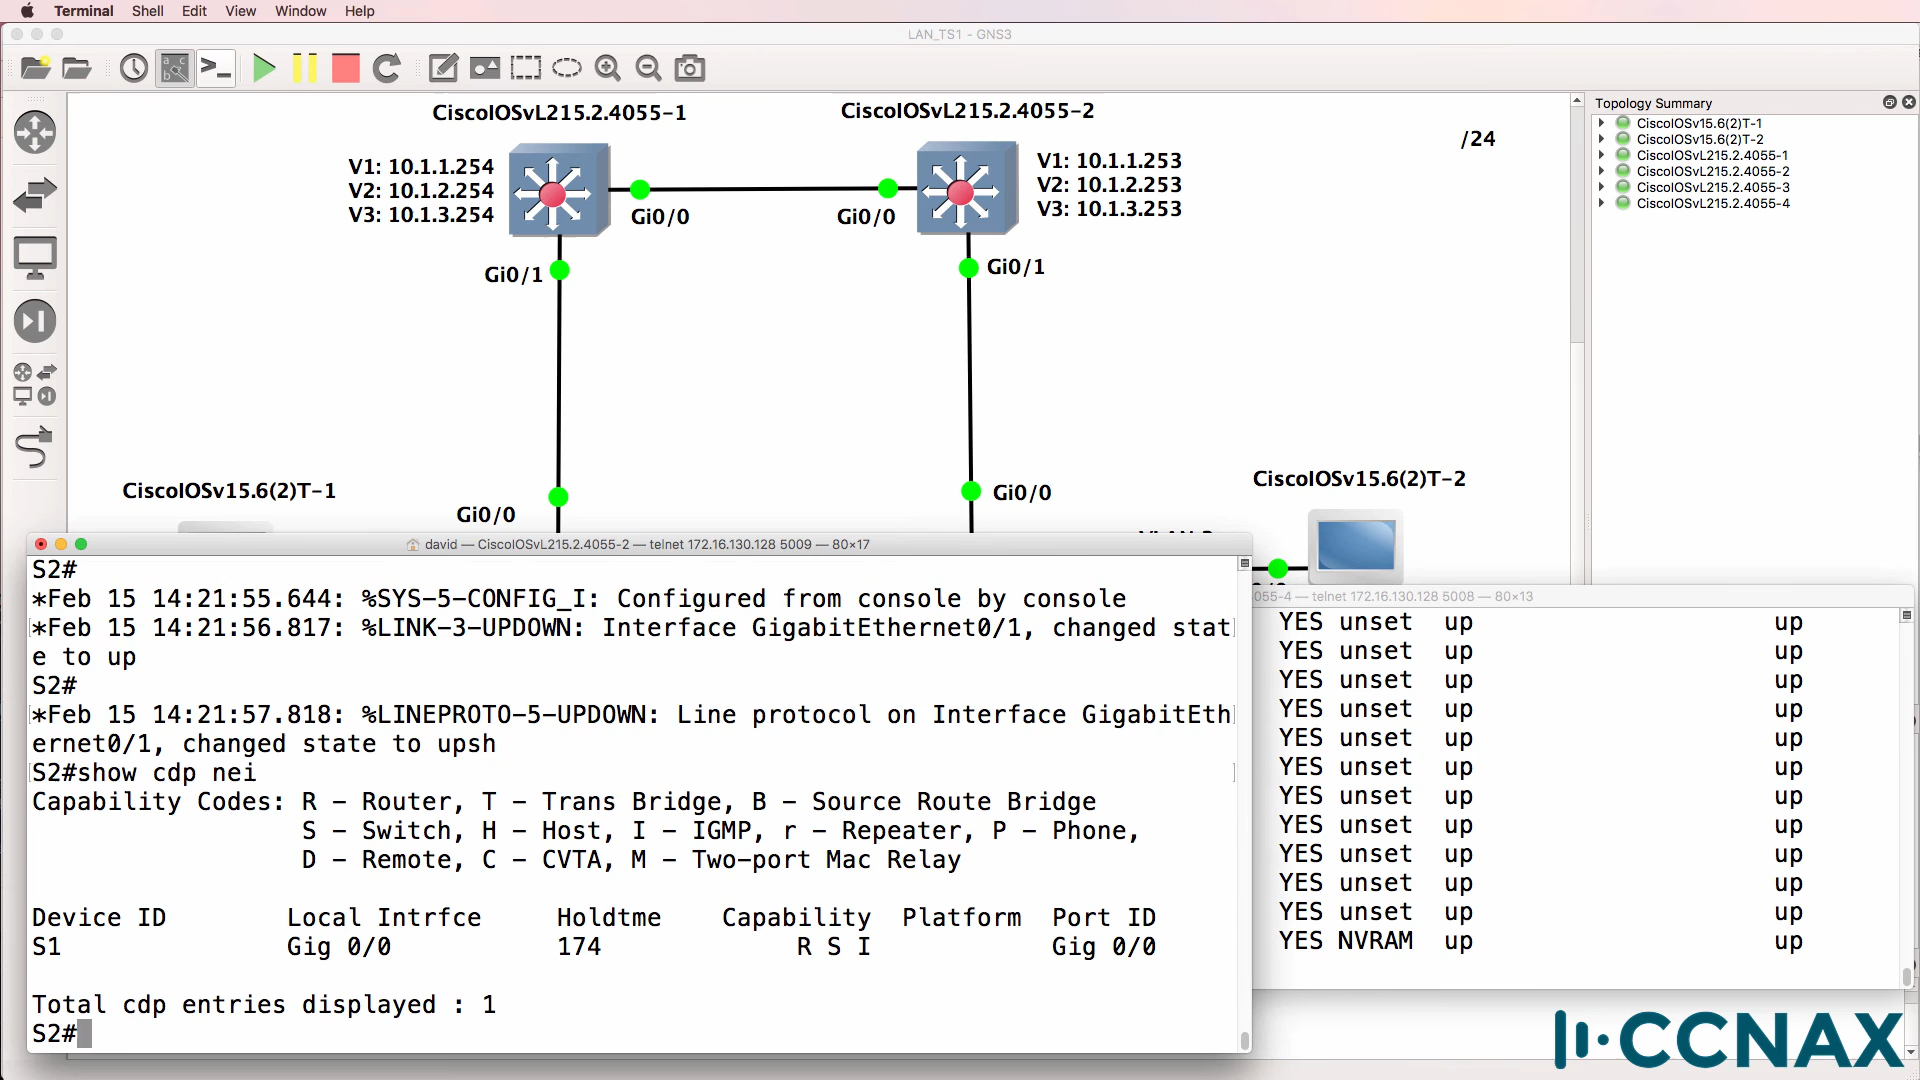 Terminal Shell Edit View Window Help
LAN_TS1 - GNS3
CiscoIOSvL215.2.4055-1
CiscoIOSvL215.2.4055-2
/24
V1: 10.1.1.254
V2: 10.1.2.254
V3: 10.1.3.254
V1: 10.1.1.253
V2: 10.1.2.253
V3: 10.1.3.253
Gi0/0
Gi0/0
Gi0/1
Gi0/1
CiscoIOSv15.6(2)T-1
Gi0/0
Gi0/0
CiscoIOSv15.6(2)T-2
Topology Summary
CiscoIOSv15.6(2)T-1
CiscoIOSv15.6(2)T-2
CiscoIOSvL215.2.4055-1
CiscoIOSvL215.2.4055-2
CiscoIOSvL215.2.4055-3
CiscoIOSvL215.2.4055-4
david — CiscoIOSvL215.2.4055-2 — telnet 172.16.130.128 5009 — 80×17
S2#
*Feb 15 14:21:55.644: %SYS-5-CONFIG_I: Configured from console by console
*Feb 15 14:21:56.817: %LINK-3-UPDOWN: Interface GigabitEthernet0/1, changed stat
e to up
S2#
*Feb 15 14:21:57.818: %LINEPROTO-5-UPDOWN: Line protocol on Interface GigabitEth
ernet0/1, changed state to upsh
S2#show cdp nei
Capability Codes: R - Router, T - Trans Bridge, B - Source Route Bridge
S - Switch, H - Host, I - IGMP, r - Repeater, P - Phone,
D - Remote, C - CVTA, M - Two-port Mac Relay
Device ID Local Intrfce Holdtme Capability Platform Port ID
S1 Gig 0/0 174 R S I Gig 0/0
Total cdp entries displayed : 1
S2#
055-4 — telnet 172.16.130.128 5008 — 80×13
YES unset up up
YES unset up up
YES unset up up
YES unset up up
YES unset up up
YES unset up up
YES unset up up
YES unset up up
YES unset up up
YES unset up up
YES unset up up
YES NVRAM up up
CCNAX